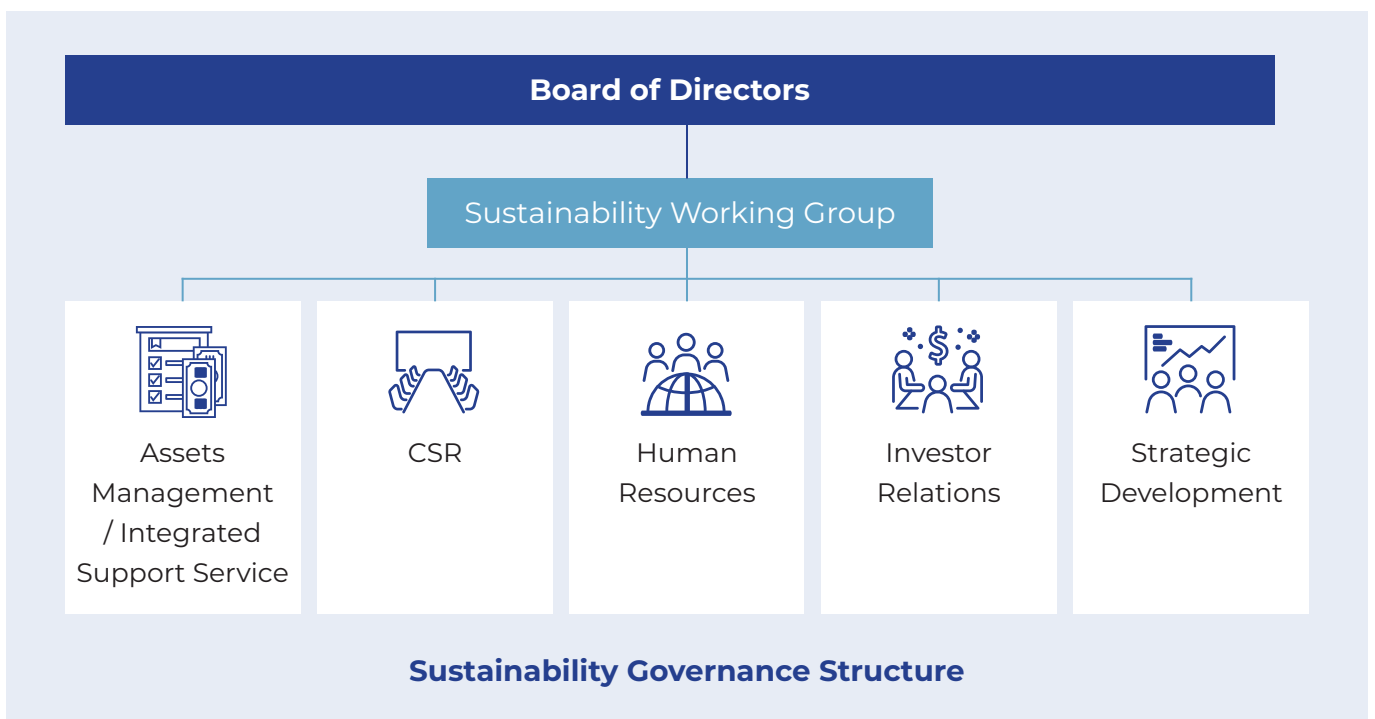 Board of Directors
Sustainability Working Group
Assets
Management
/ Integrated
Support Service
CSR
Human
Resources
Investor
Relations
Strategic
Development
Sustainability Governance Structure